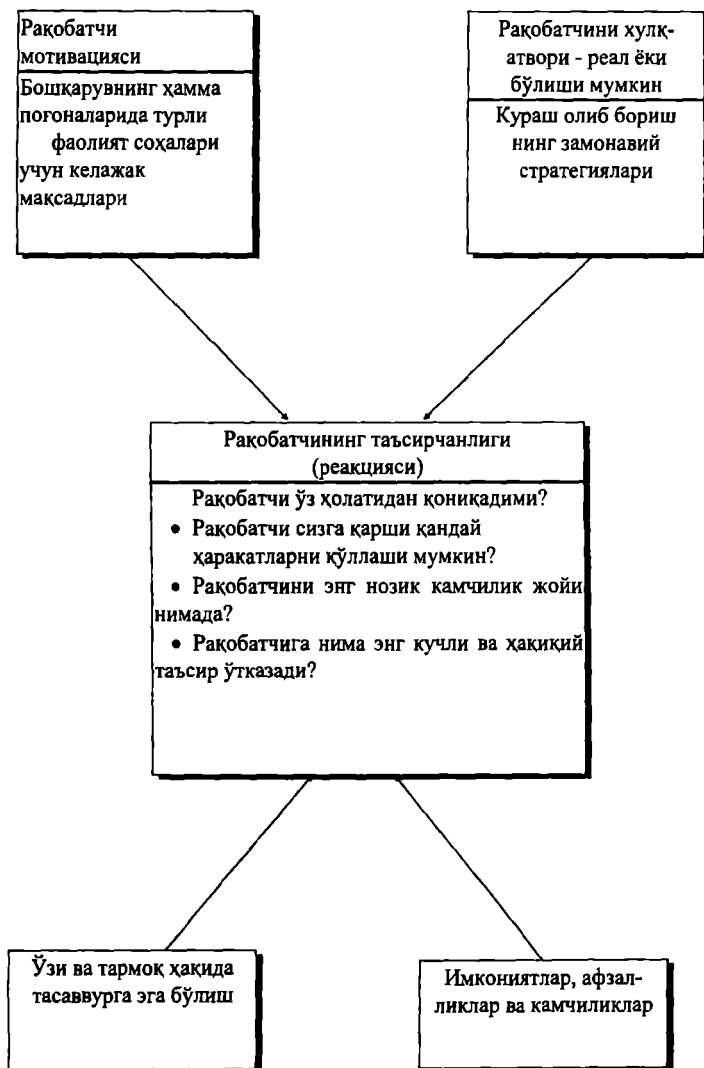 Рақобатчи
мотивацияси
Бошқарувнинг ҳамма
поғоналарида турли
фаолият соҳалари
учун келажак
мақсадлари
Рақобатчини хулқ-
атвори - реал ёки
бўлиши мумкин
Кураш олиб бориш
нинг замонавий
стратегиялари
Рақобатчининг таъсирчанлиги
(реакцияси)
Рақобатчи ўз ҳолатидан қониқадими?
• Рақобатчи сизга қарши қандай
ҳаракатларни қўллаши мумкин?
• Рақобатчини энг нозик камчилик жойи
нимада?
• Рақобатчига нима энг кучли ва ҳақиқий
таъсир ўтказади?
Ўзи ва тармоқ ҳақида
тасаввурга эга бўлиш
Имкониятлар, афзал-
ликлар ва камчиликлар